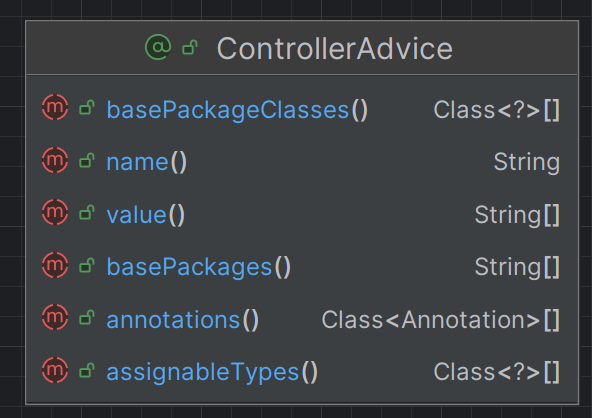 @ ControllerAdvice
m basePackageClasses() Class<?>[]
m name() String
m value() String[]
m basePackages() String[]
m annotations() Class<Annotation>[]
m assignableTypes() Class<?>[]